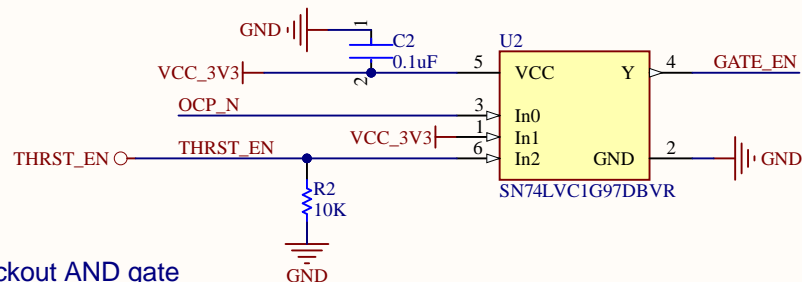 1
GND
C2
0.1uF
2
U2
VCC_3V3
5
VCC
Y
4
GATE_EN
OCP_N
3
In0
VCC_3V3
1
In1
THRST_EN
THRST_EN
6
In2
GND
2
GND
R2
10K
SN74LVC1G97DBVR
GND
AND gate